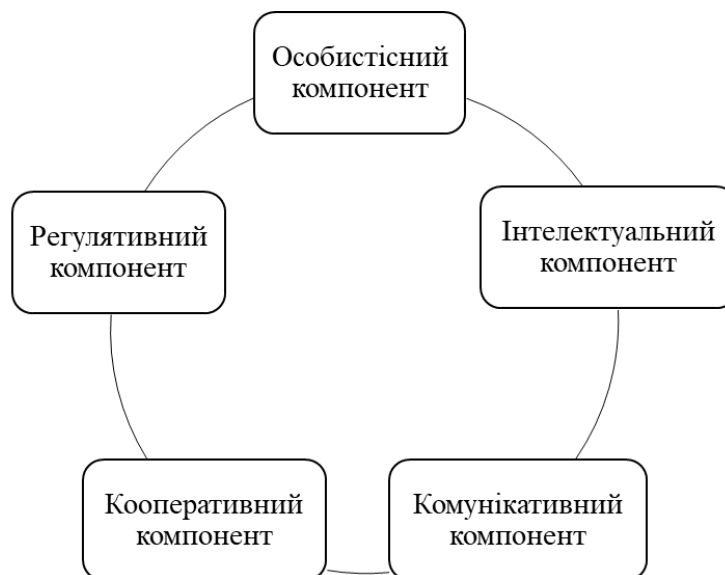 Особистісний
компонент
Інтелектуальний
компонент
Комунікативний
компонент
Кооперативний
компонент
Регулятивний
компонент